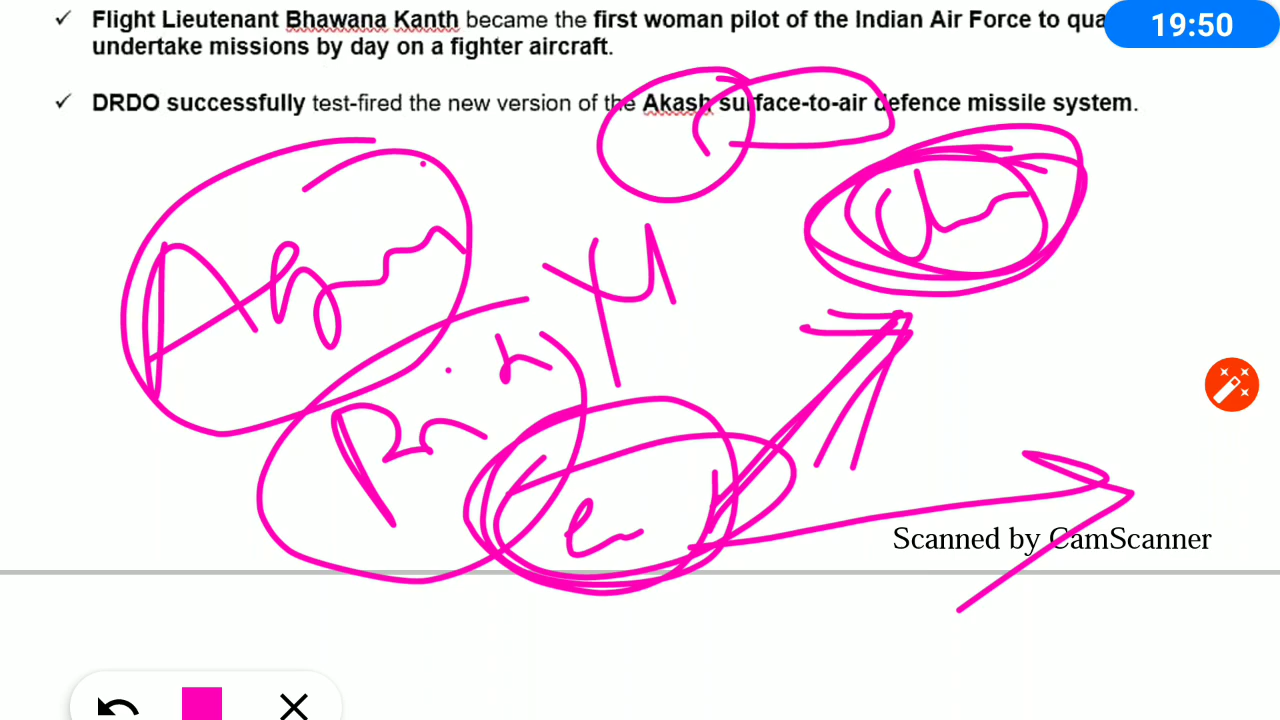 ✓ Flight Lieutenant Bhawana Kanth became the first woman pilot of the Indian Air Force to qua
19:50
undertake missions by day on a fighter aircraft.
✓ DRDO successfully test-fired the new version of the Akash surface-to-air defence missile system.
Scanned by CamScanner